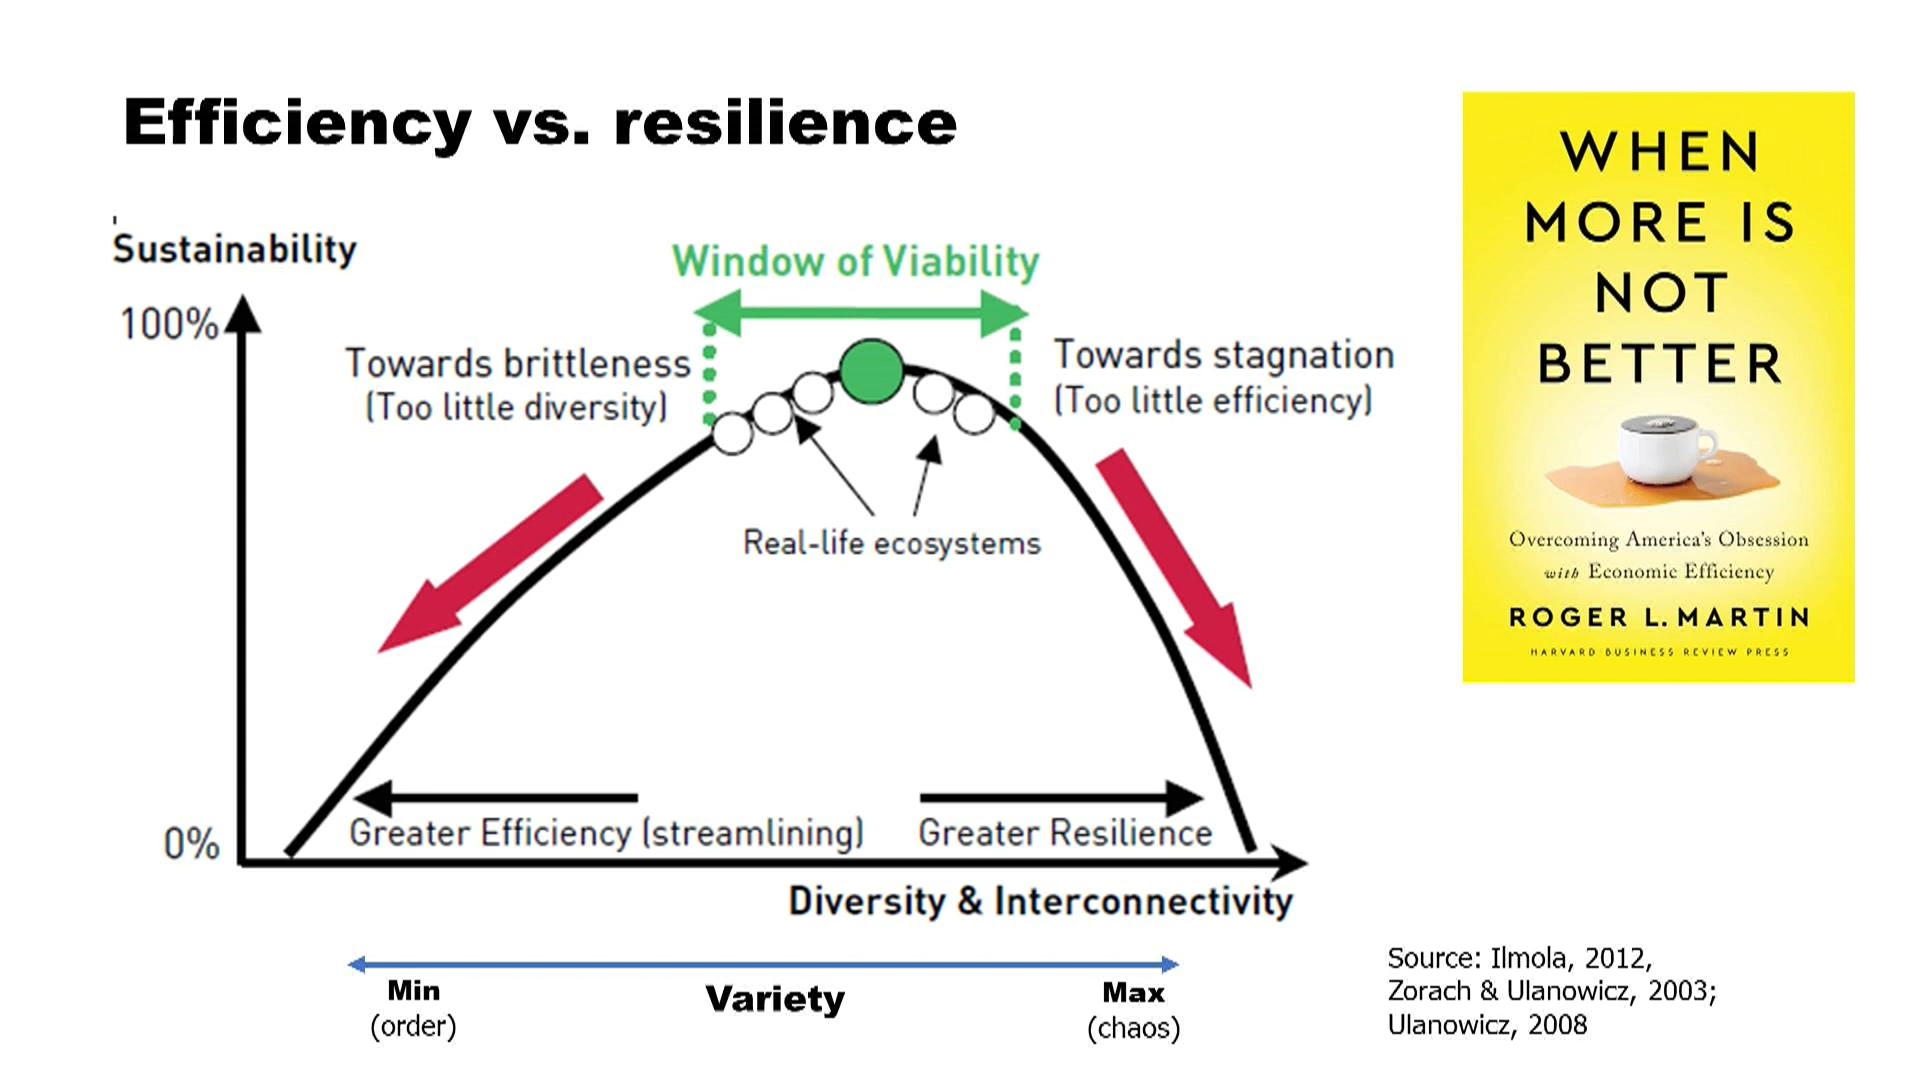 Efficiency vs. resilience
Sustainability
100%
0%
Window of Viability
Towards brittleness
(Too little diversity)
Towards stagnation
(Too little efficiency)
Real-life ecosystems
Greater Efficiency (streamlining)
Greater Resilience
Diversity & Interconnectivity
Min
(order)
Variety
Max
(chaos)
WHEN
MORE IS
NOT
BETTER
Overcoming America's Obsession
with Economic Efficiency
ROGER L. MARTIN
HARVARD BUSINESS REVIEW PRESS
Source: Ilmola, 2012,
Zorach & Ulanowicz, 2003;
Ulanowicz, 2008